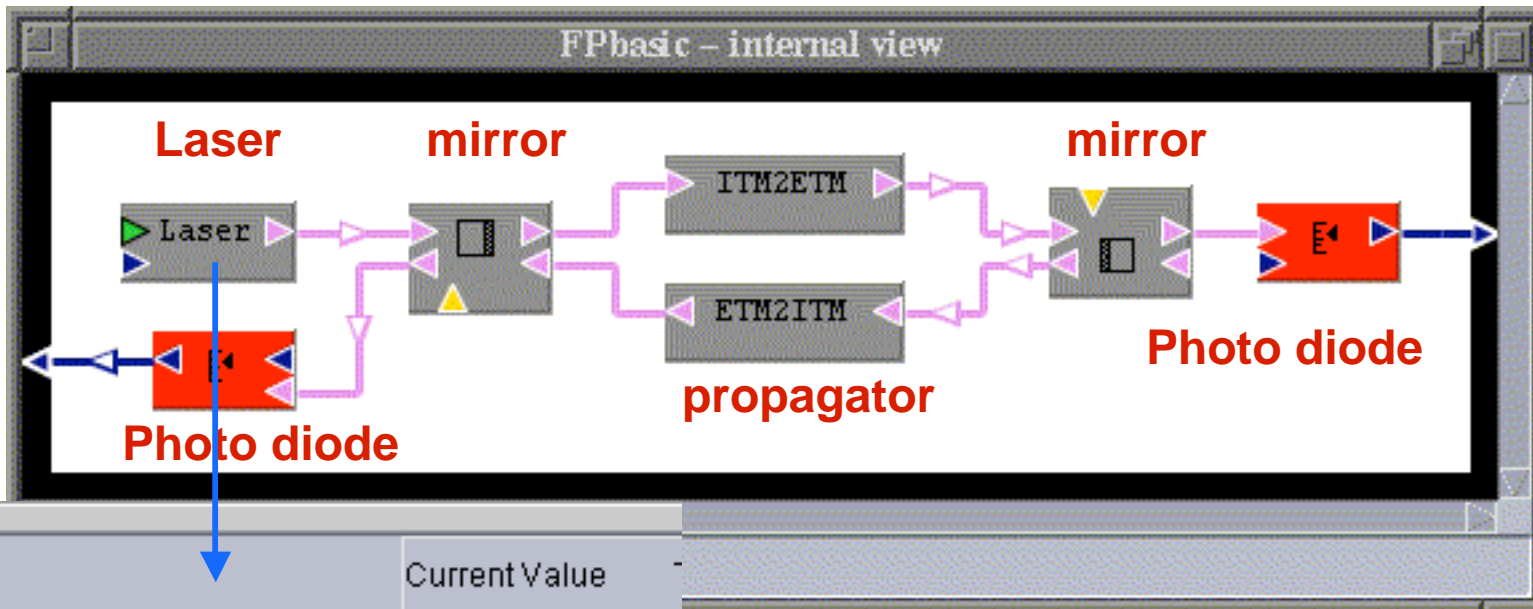 FPbasic – internal view
Laser mirror mirror
ITM2ETM
Laser
ETM2ITM
Photo diode
propagator
Photo diode
Current Value